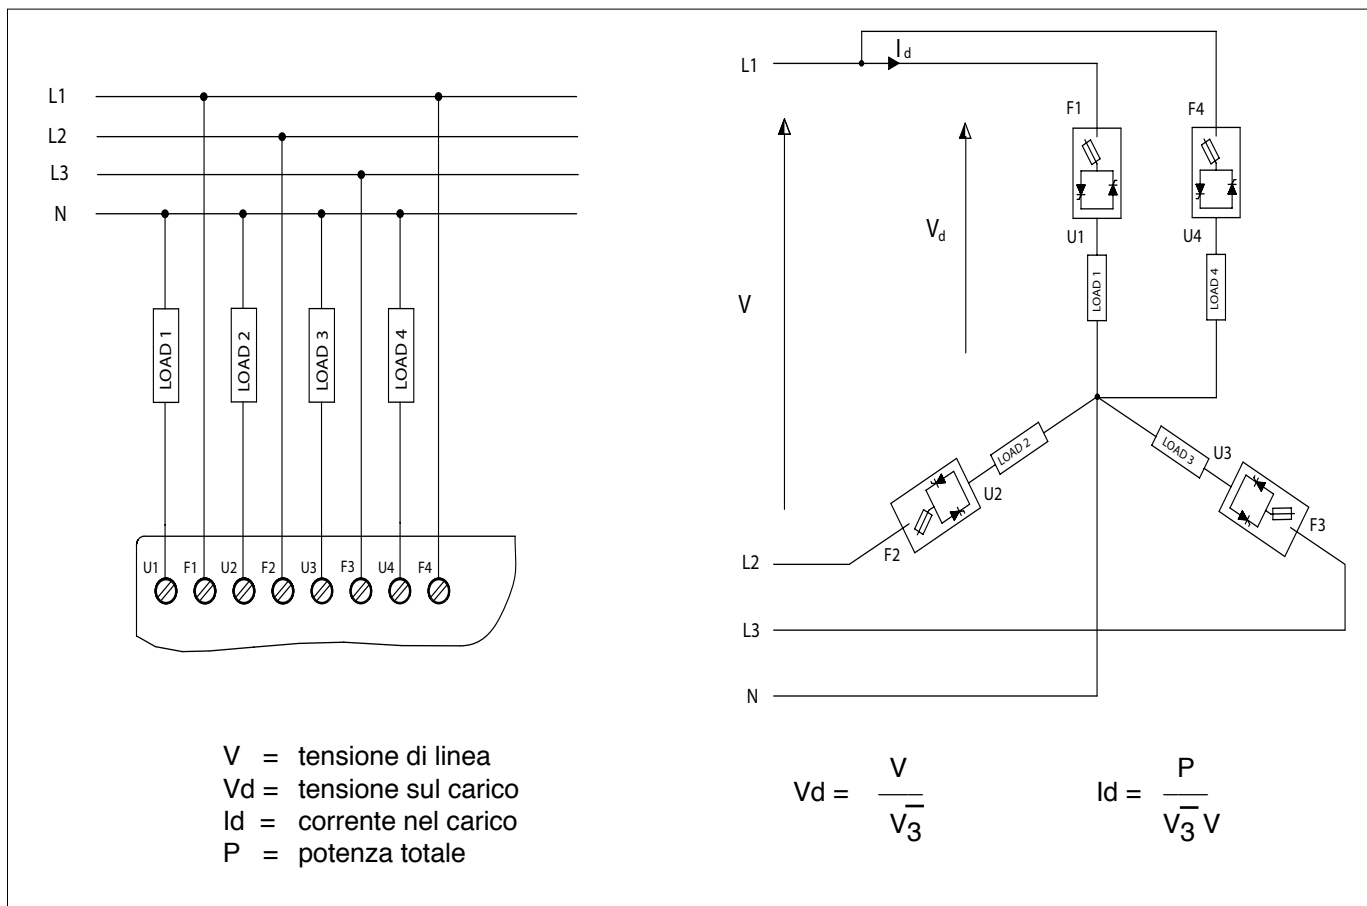 L1
L2
L3
N
LOAD 1
LOAD 2
LOAD 3
LOAD 4
U1 F1 U2 F2 U3 F3 U4 F4
L1
Id
F1
F4
V
Vd
U1
U4
LOAD 1
LOAD 4
LOAD 2
U2
F2
LOAD 3
U3
F3
L2
L3
N
V = tensione di linea
Vd = tensione sul carico
Id = corrente nel carico
P = potenza totale
Vd = V / V3
Id = P / V3 V